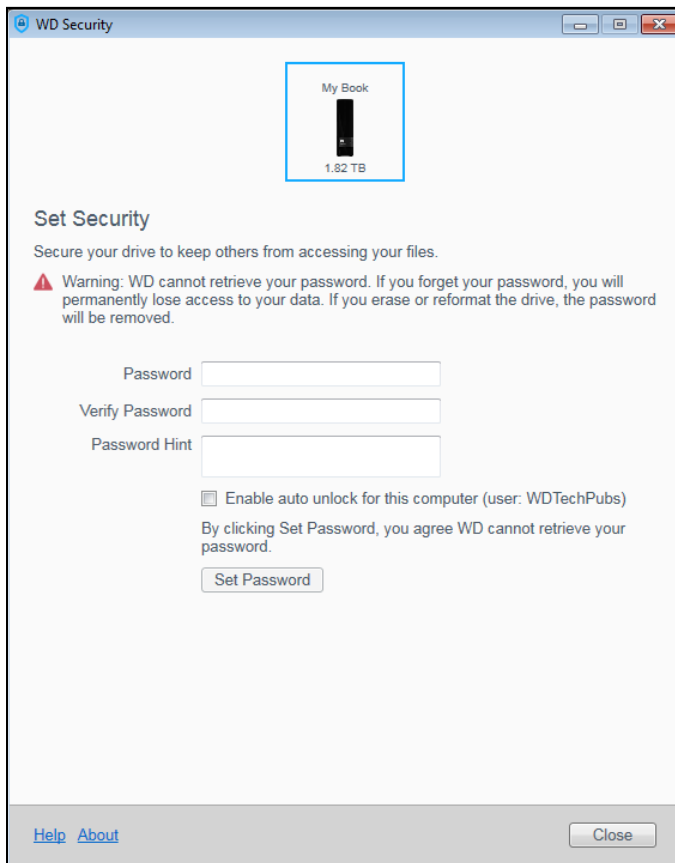 WD Security
My Book
1.82 TB
Set Security
Secure your drive to keep others from accessing your files.
Warning: WD cannot retrieve your password. If you forget your password, you will
permanently lose access to your data. If you erase or reformat the drive, the password
will be removed.
Password
Verify Password
Password Hint
Enable auto unlock for this computer (user: WDTechPubs)
By clicking Set Password, you agree WD cannot retrieve your
password.
Set Password
Help About
Close